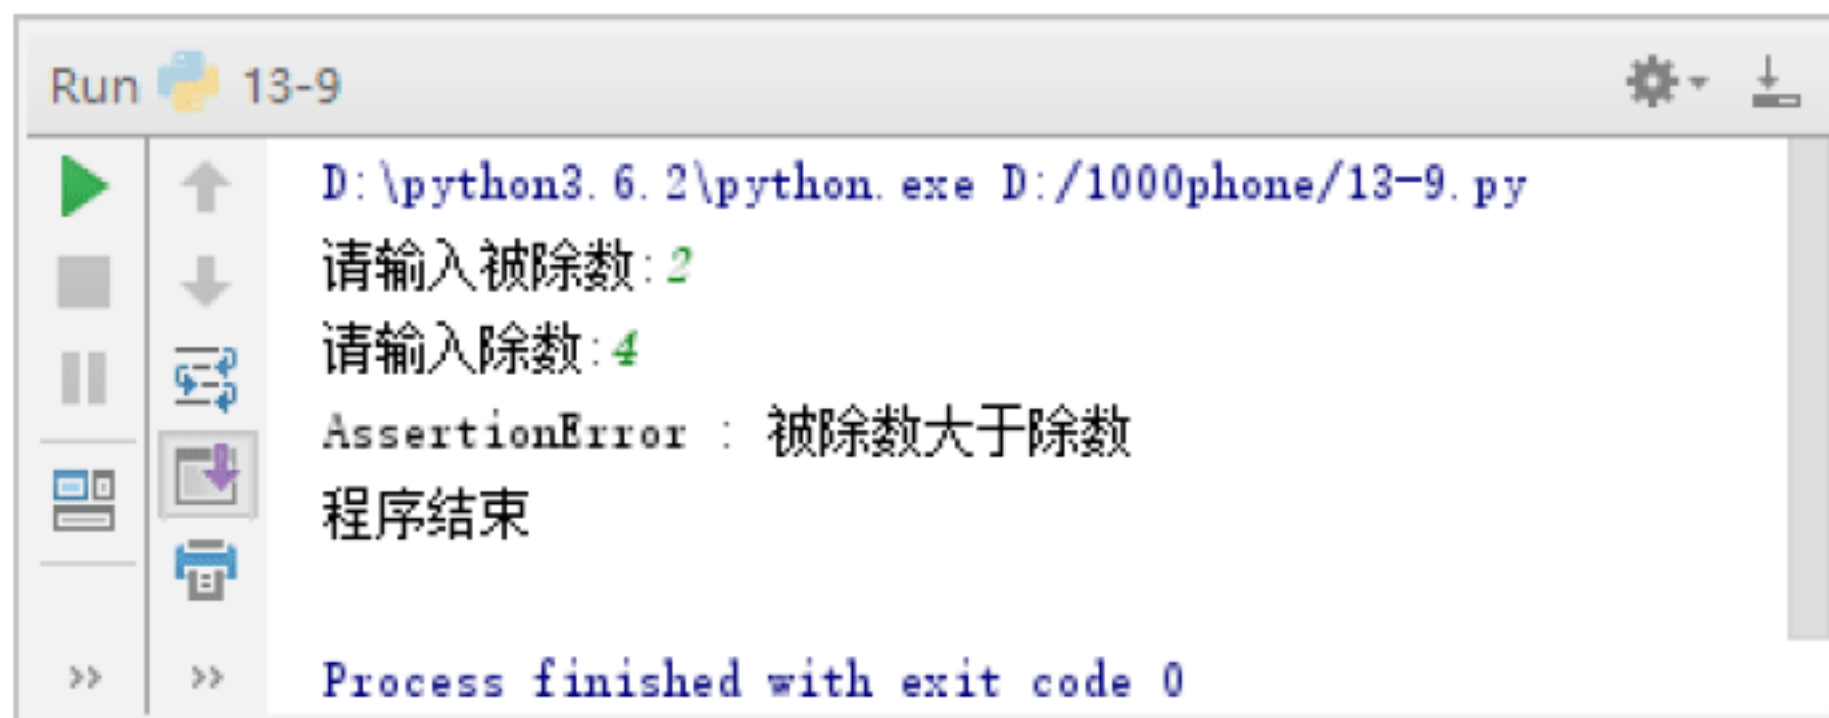 Run 13-9
D:\python3.6.2\python.exe D:/1000phone/13-9.py
请输入被除数:2
请输入除数:4
AssertionError : 被除数大于除数
程序结束
Process finished with exit code 0